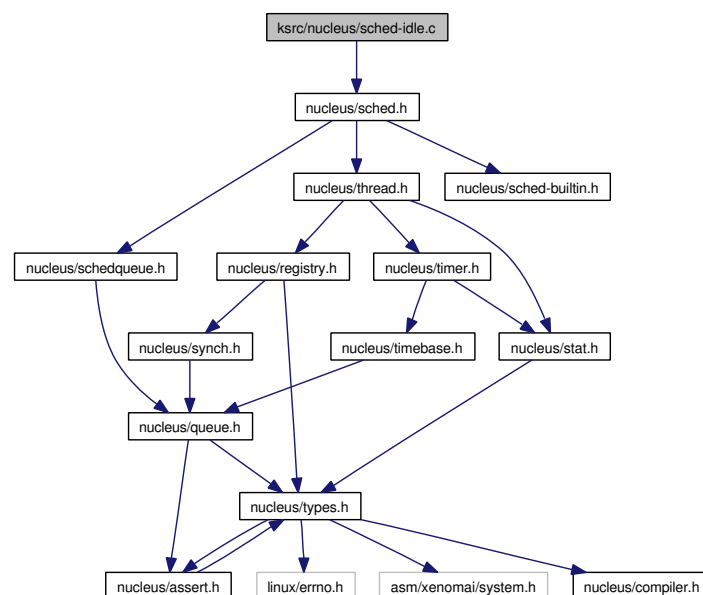 ksrc/nucleus/sched-idle.c
nucleus/sched.h
nucleus/thread.h
nucleus/sched-builtin.h
nucleus/schedqueue.h
nucleus/registry.h
nucleus/timer.h
nucleus/synch.h
nucleus/timebase.h
nucleus/stat.h
nucleus/queue.h
nucleus/types.h
nucleus/assert.h
linux/errno.h
asm/xenomai/system.h
nucleus/compiler.h